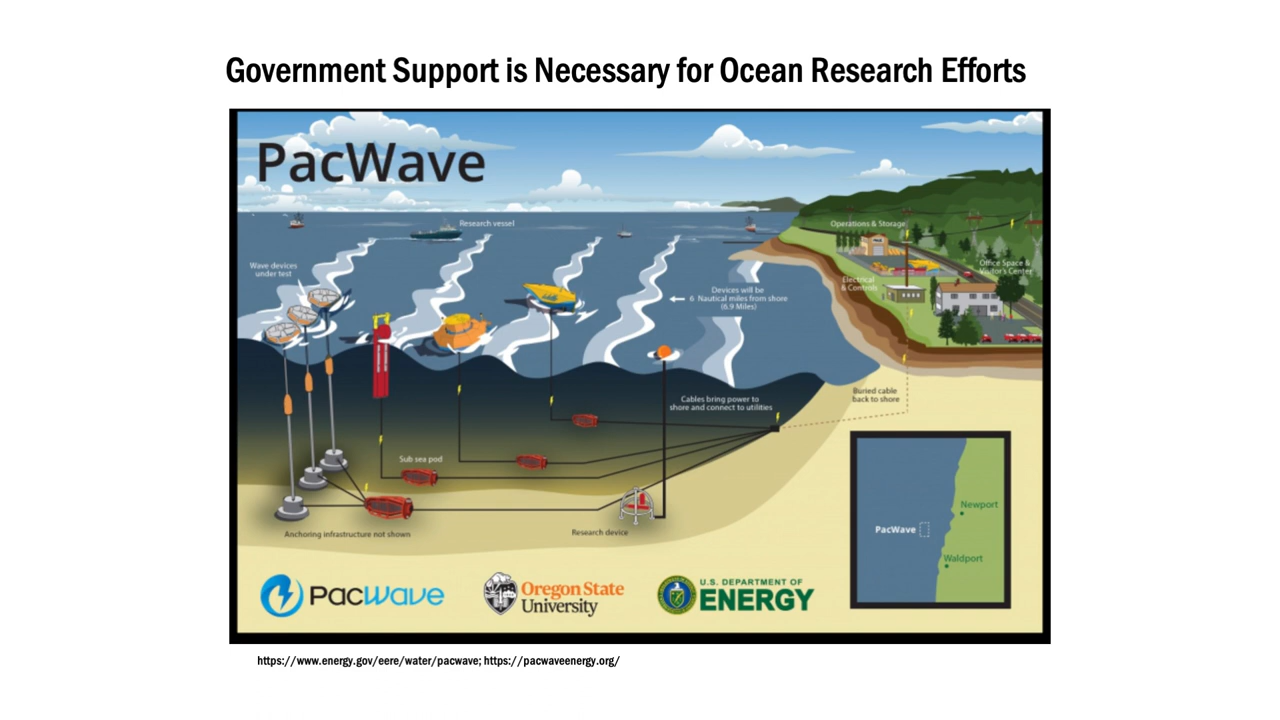 Government Support is Necessary for Ocean Research Efforts
PacWave
Research vessel
Operations & Storage
Wave devices
under test
Office Space &
Visitor's Center
Electrical
& Controls
Devices will be
6 Nautical miles from shore
(6.9 Miles)
Cables bring power to
shore and connect to utilities
Buried cable
back to shore
Sub sea pod
Anchoring infrastructure not shown
Research device
Newport
PacWave
Waldport
PacWave
Oregon State
University
U.S. DEPARTMENT OF
ENERGY
https://www.energy.gov/eere/water/pacwave; https://pacwaveenergy.org/